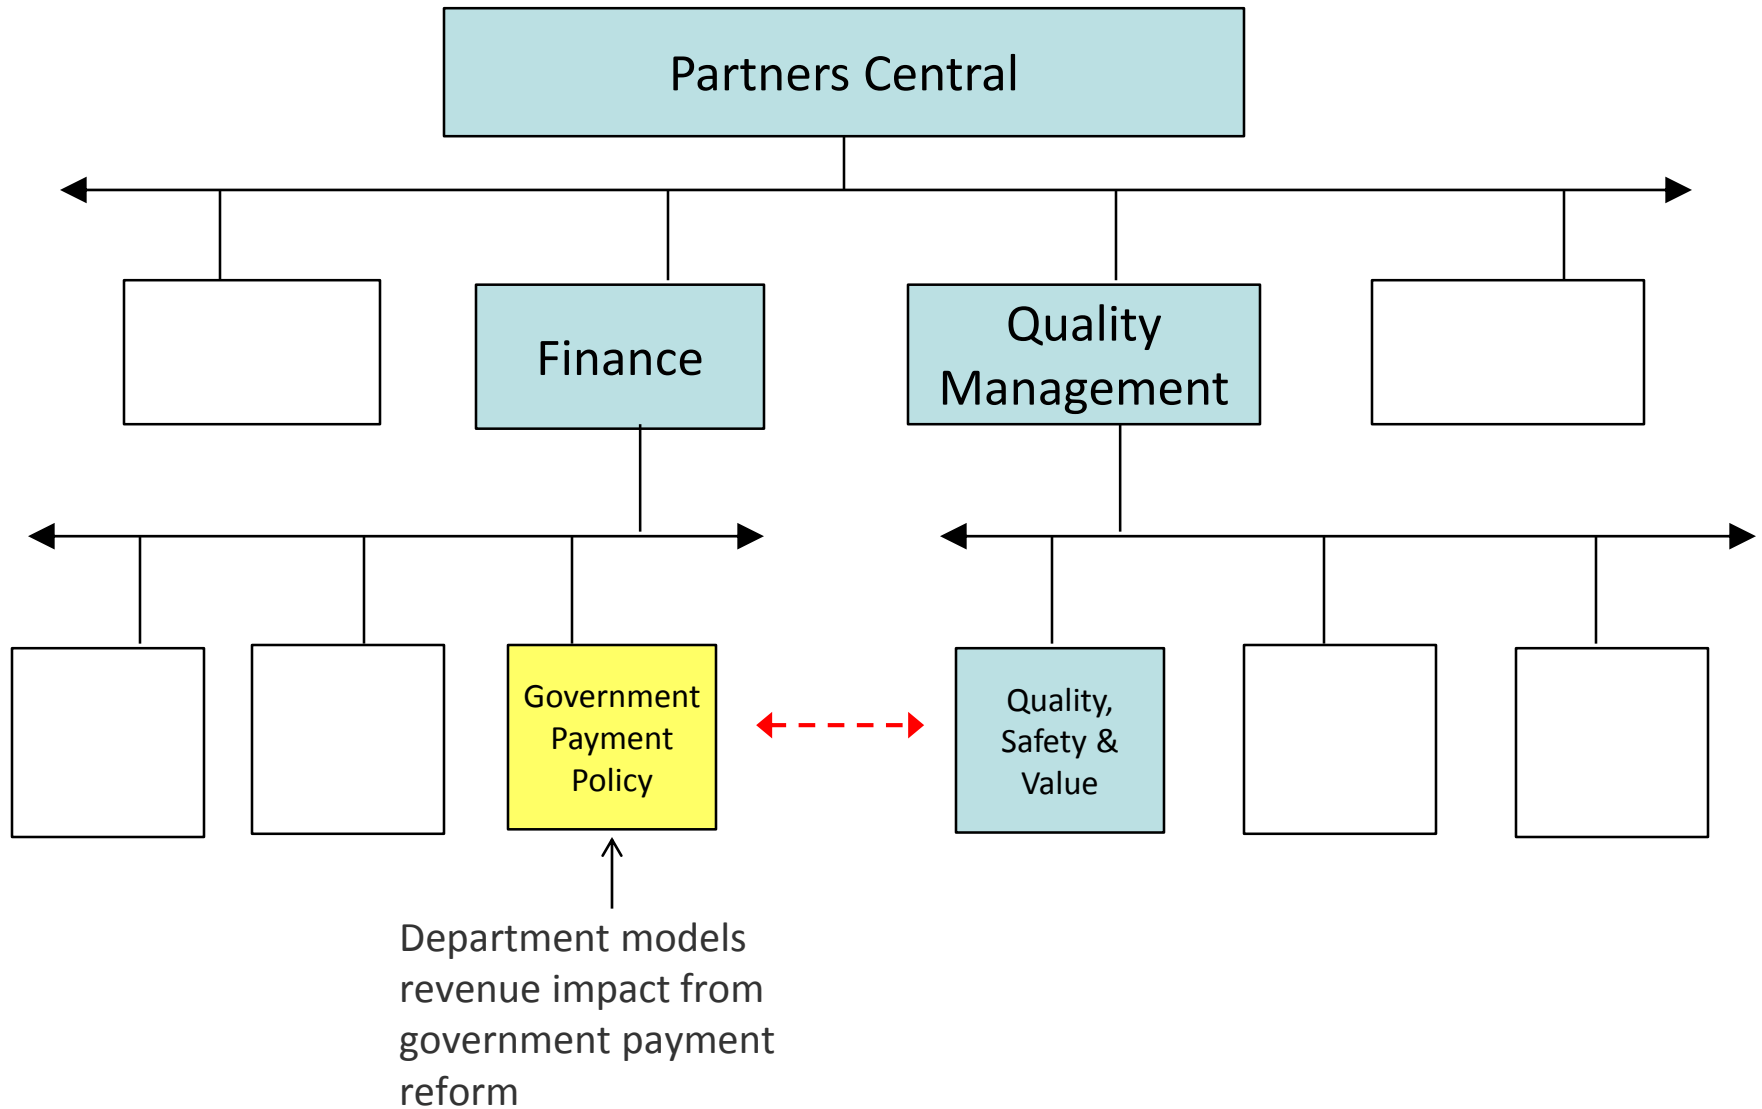 Partners Central
Finance
Quality
Management
Government
Payment
Policy
Quality,
Safety &
Value
Department models
revenue impact from
government payment
reform